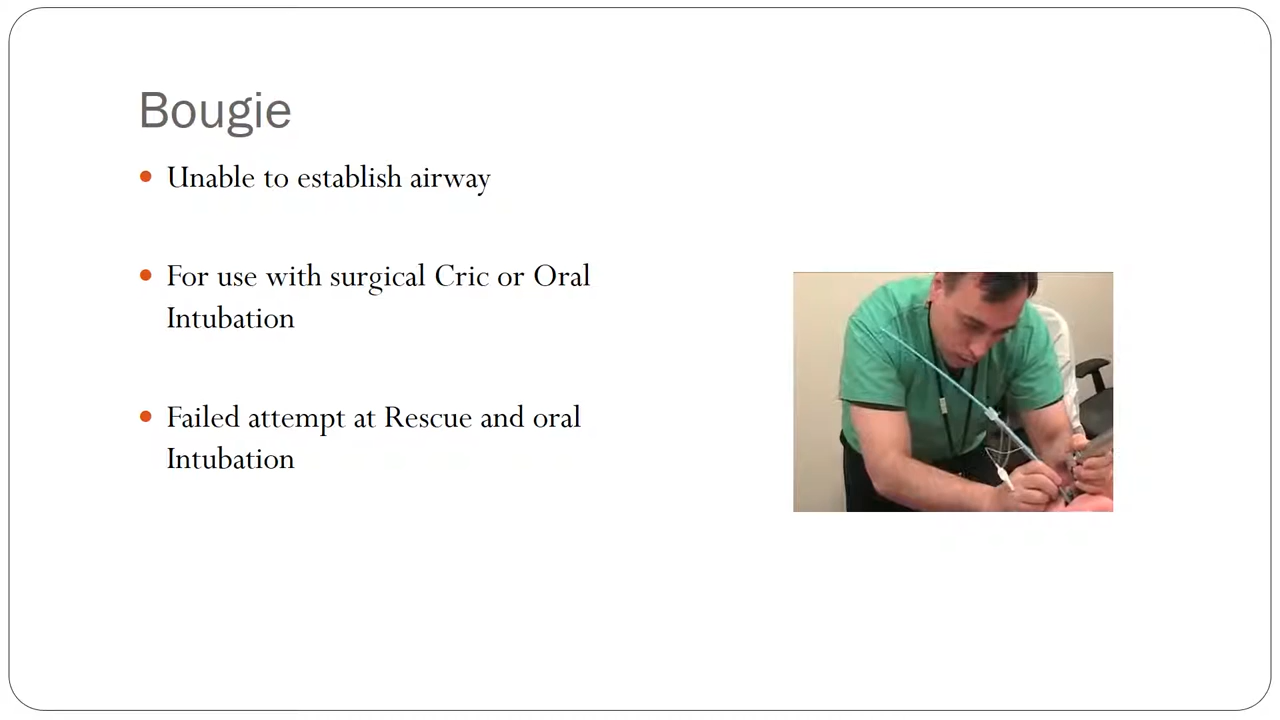 Bougie
Unable to establish airway
For use with surgical Cric or Oral
Intubation
Failed attempt at Rescue and oral
Intubation